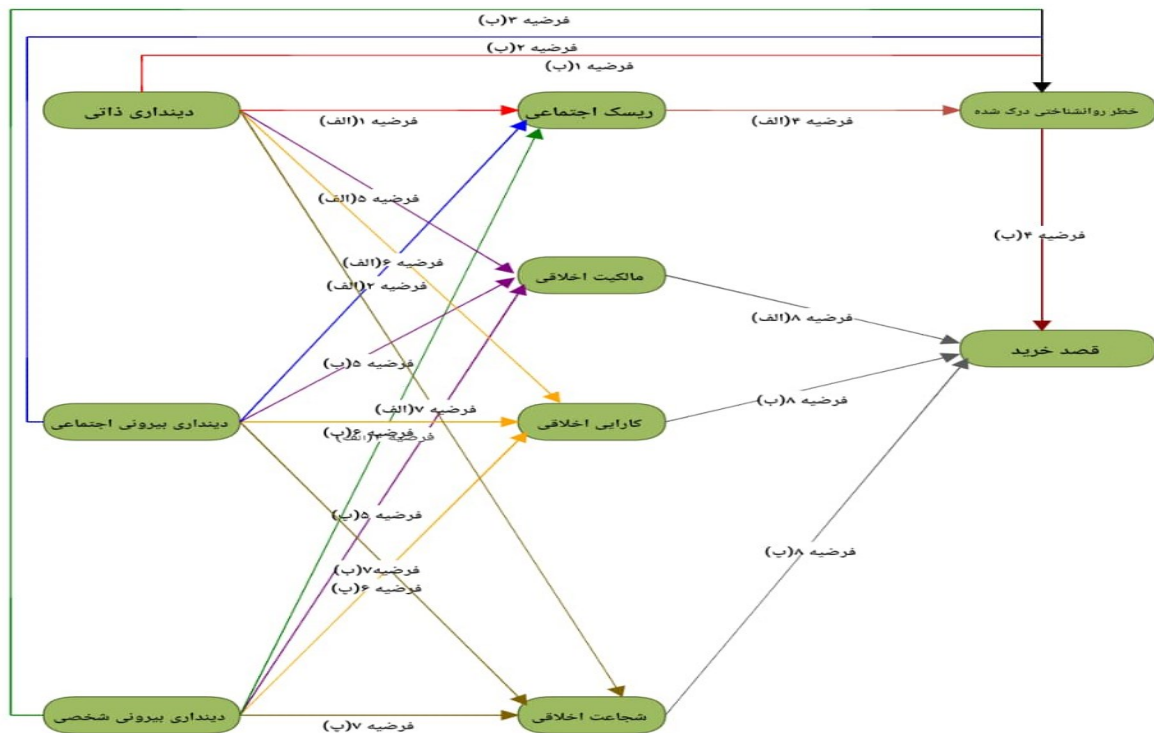 فرضیه ۳(ب)
فرضیه ۲(ب)
فرضیه ۱(ب)
دینداری ذاتی
فرضیه ۱(الف)
ریسک اجتماعی
فرضیه ۴(الف)
خطر روانشناختی درک شده
فرضیه ۵(الف)
فرضیه ۴(ب)
فرضیه ۶(الف)
مالکیت اخلاقی
فرضیه ۲(الف)
فرضیه ۸(الف)
قصد خرید
فرضیه ۵(ب)
فرضیه ۸(ب)
فرضیه ۷(الف)
دینداری بیرونی اجتماعی
فرضیه ۶(ب)
کارایی اخلاقی
فرضیه ۵(پ)
فرضیه ۸(پ)
فرضیه۷(ب)
فرضیه ۶(پ)
دینداری بیرونی شخصی
فرضیه ۷(پ)
شجاعت اخلاقی